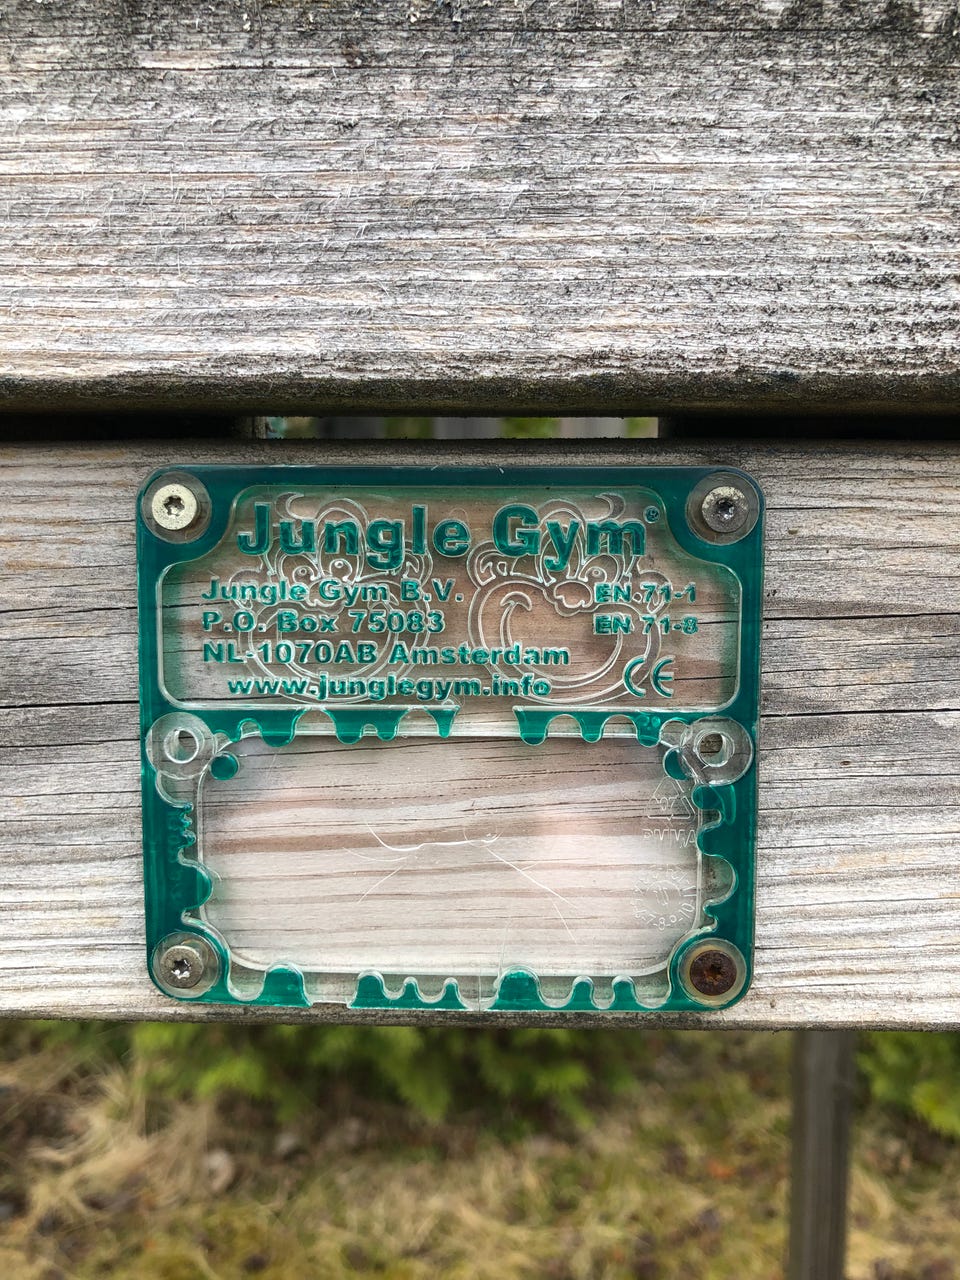 Jungle Gym®
Jungle Gym B.V.
P.O. Box 75083
NL-1070AB Amsterdam
www.junglegym.info
EN 71-1
EN 71-8
CE
PMMA